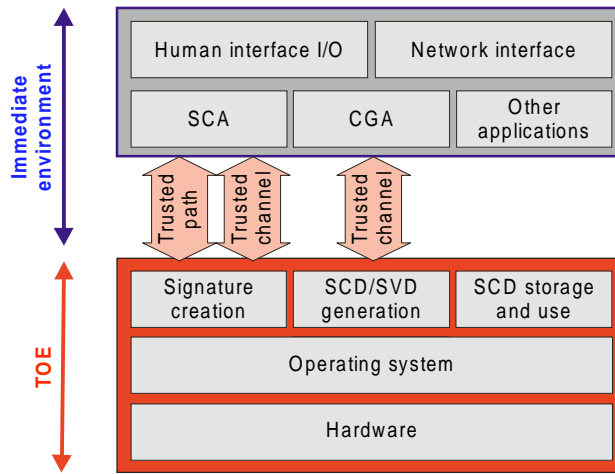 Immediate
environment
Human interface I/O
Network interface
SCA
CGA
Other
applications
Trusted
path
Trusted
channel
Trusted
channel
TOE
Signature
creation
SCD/SVD
generation
SCD storage
and use
Operating system
Hardware